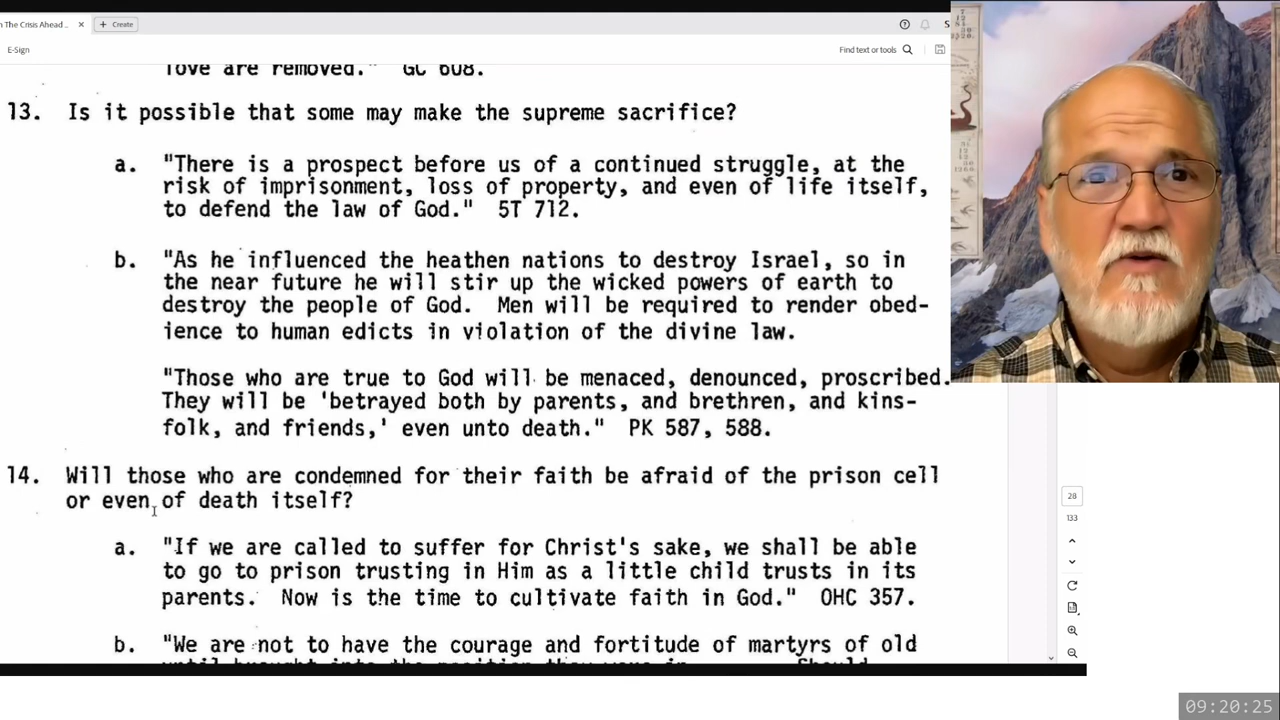 n The Crisis Ahead ..
Create
E-Sign
Find text or tools
love are removed." GC 608.
13. Is it possible that some may make the supreme sacrifice?
a. "There is a prospect before us of a continued struggle, at the
risk of imprisonment, loss of property, and even of life itself,
to defend the law of God." 5T 712.
b. "As he influenced the heathen nations to destroy Israel, so in
the near future he will stir up the wicked powers of earth to
destroy the people of God. Men will be required to render obed-
ience to human edicts in violation of the divine law.
"Those who are true to God will be menaced, denounced, proscribed.
They will be 'betrayed both by parents, and brethren, and kins-
folk, and friends,' even unto death." PK 587, 588.
14. Will those who are condemned for their faith be afraid of the prison cell
or even of death itself?
a. "If we are called to suffer for Christ's sake, we shall be able
to go to prison trusting in Him as a little child trusts in its
parents. Now is the time to cultivate faith in God." OHC 357.
b. "We are not to have the courage and fortitude of martyrs of old
until brought into the position they were in. Should
28
133
09:20:25